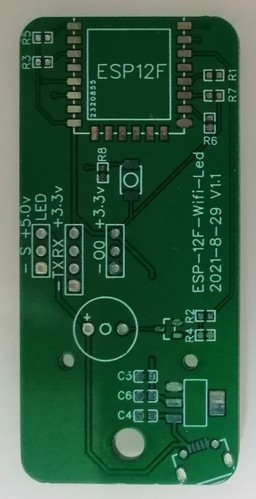 - S +5.0v
LED
-TXRX +3.3v
-OO +3.3v
R3 R5
R8
2320855
ESP12F
C4 C6 C5
R4 R2
ESP-12F-Wifi-Led
2021-8-29 V1.1
R6
R7 R1
+